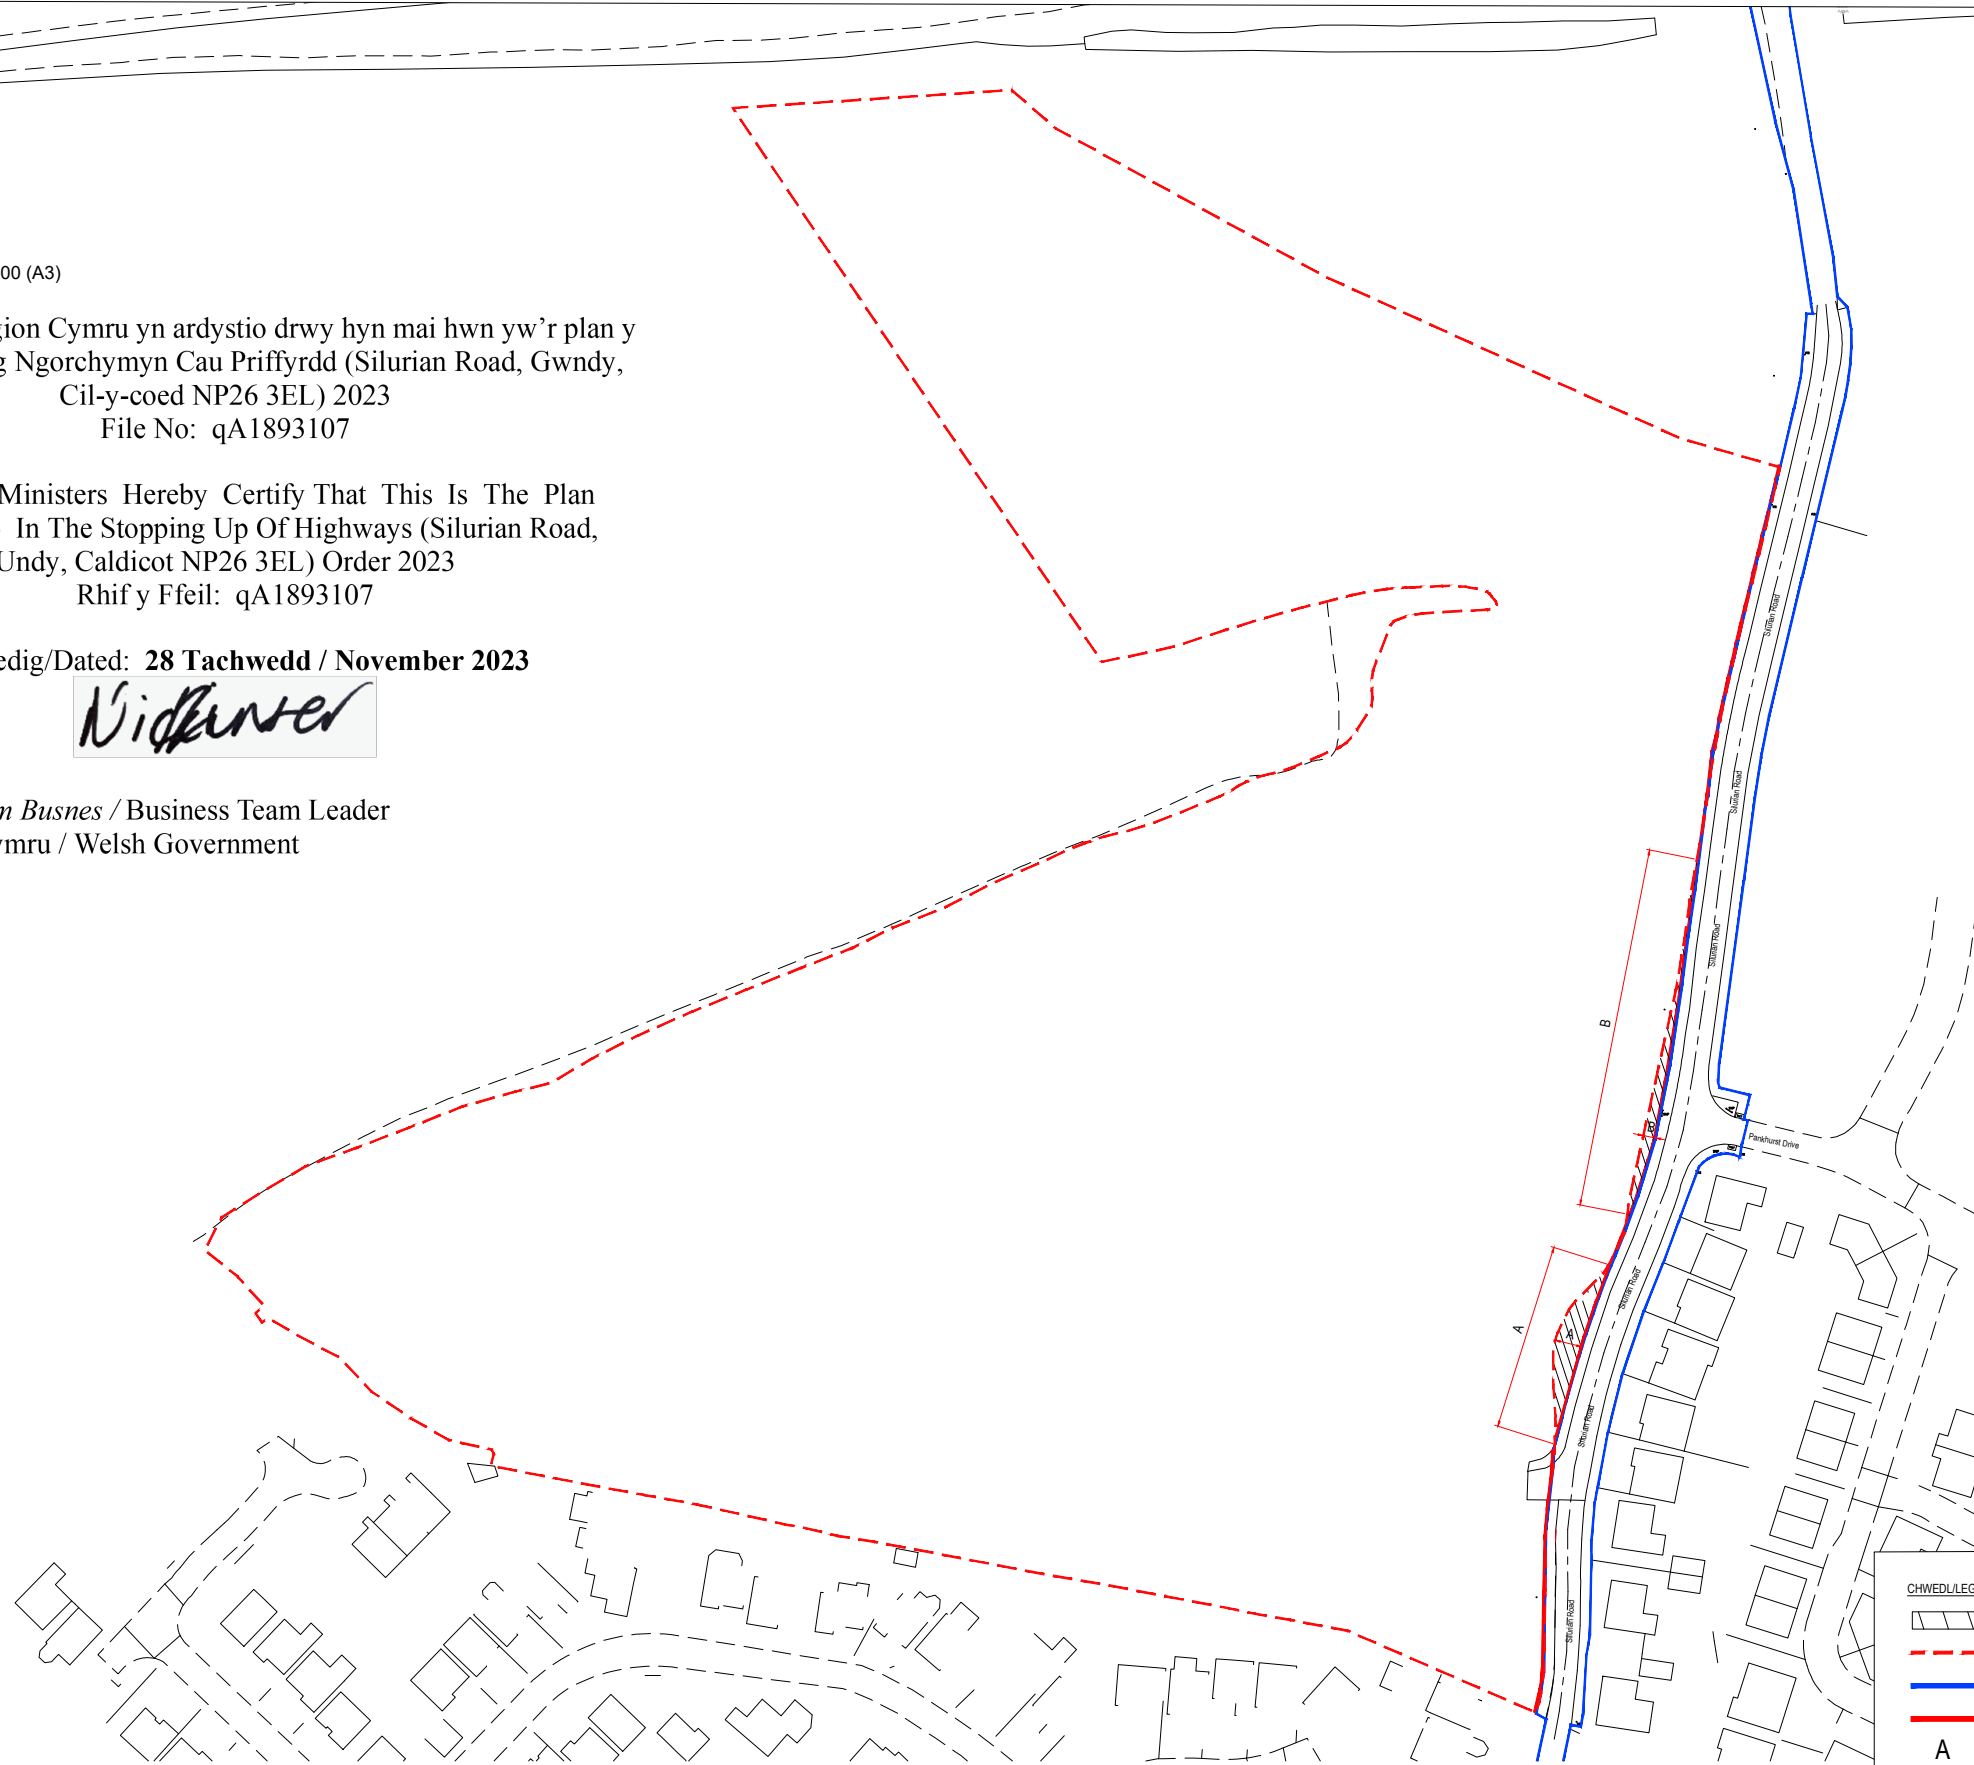 00 (A3)
gion Cymru yn ardystio drwy hyn mai hwn yw’r plan y
g Ngorchymyn Cau Priffyrdd (Silurian Road, Gwndy,
Cil-y-coed NP26 3EL) 2023
File No: qA1893107
Ministers Hereby Certify That This Is The Plan
In The Stopping Up Of Highways (Silurian Road,
Undy, Caldicot NP26 3EL) Order 2023
Rhif y Ffeil: qA1893107
edig/Dated: 28 Tachwedd / November 2023
n Busnes / Business Team Leader
ymru / Welsh Government
Silurian Road
Silurian Road
Silurian Road
B
B
Pankhurst Drive
Silurian Road
A
A
Silurian Road
Silurian Road
CHWEDL/LEG
A